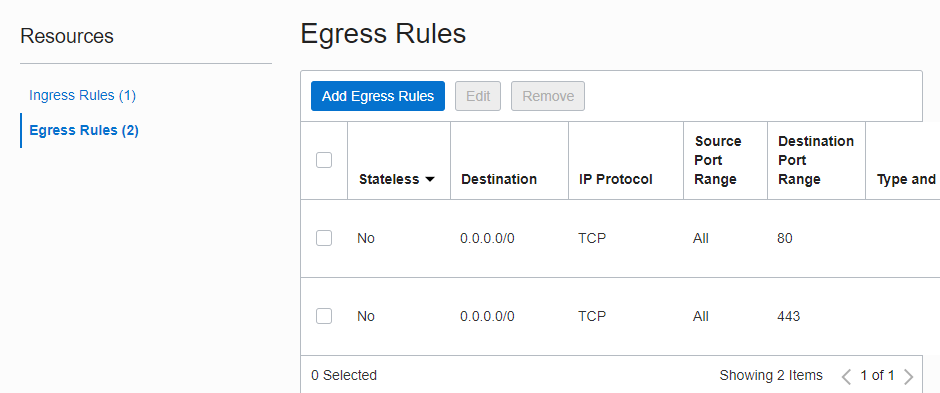 Resources
Ingress Rules (1)
Egress Rules (2)
Egress Rules
Add Egress Rules Edit Remove
Stateless Destination IP Protocol Source Port Range Destination Port Range Type and
No 0.0.0.0/0 TCP All 80
No 0.0.0.0/0 TCP All 443
0 Selected Showing 2 Items 1 of 1